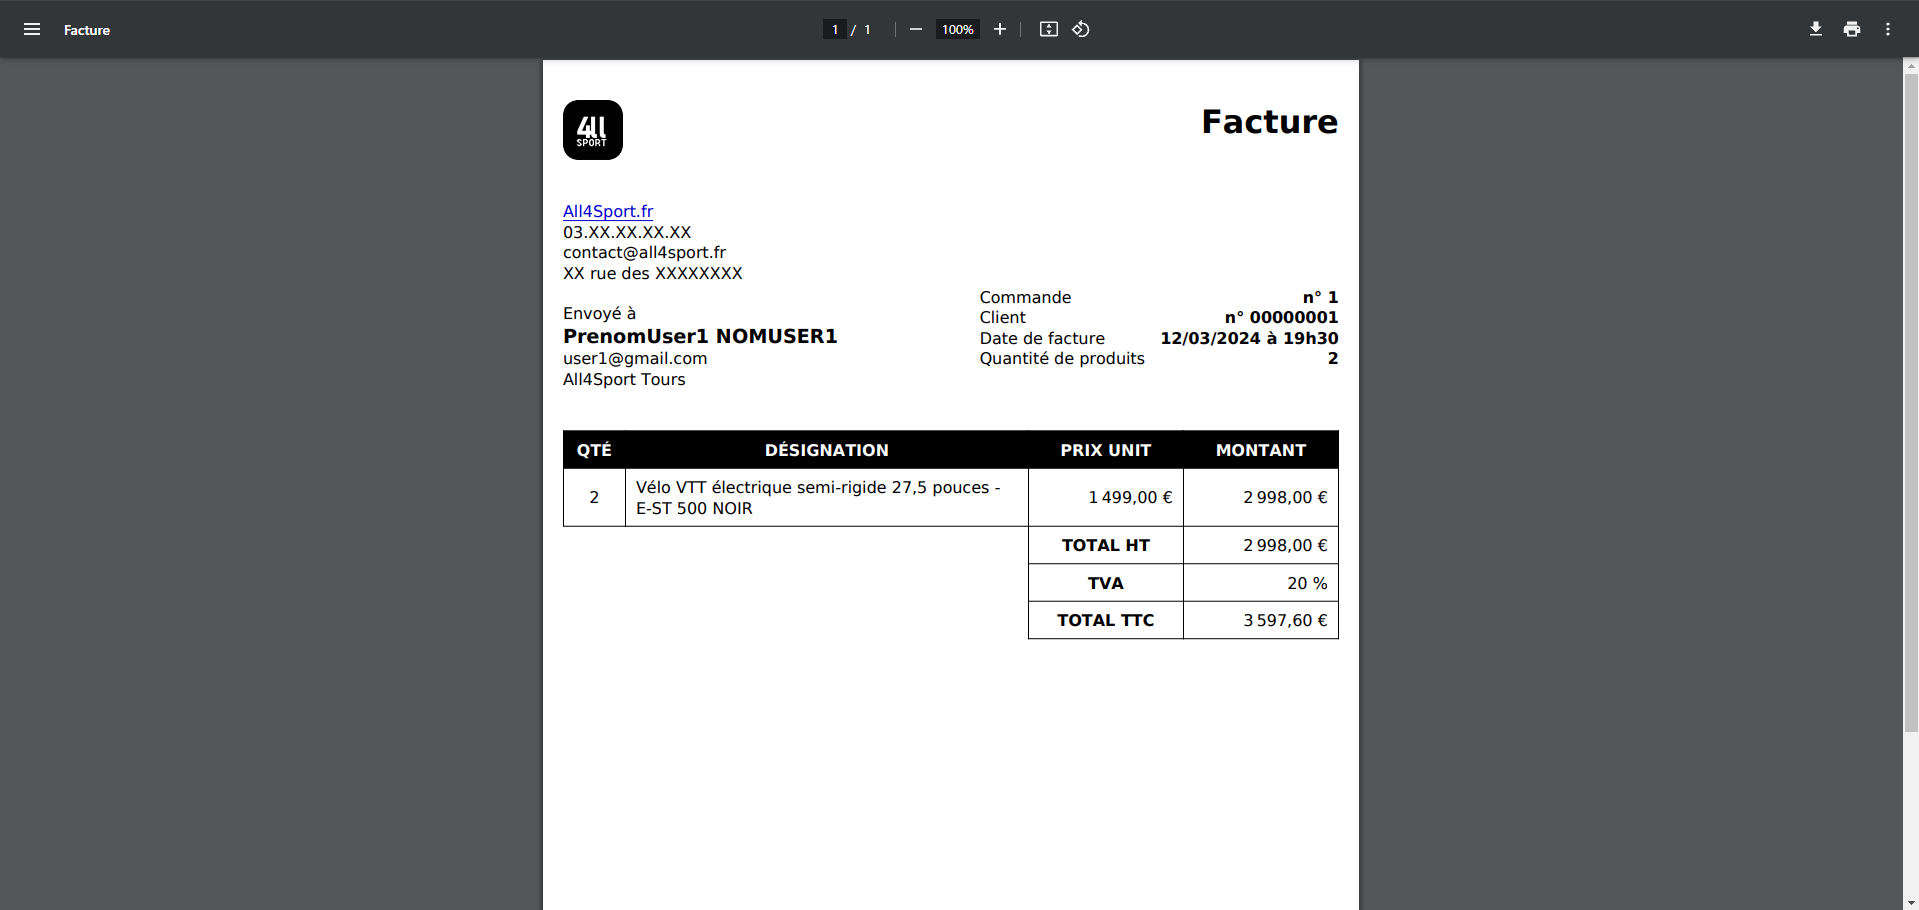 Facture
1 / 1
100%
4ll
SPORT
Facture
All4Sport.fr
03.XX.XX.XX.XX
contact@all4sport.fr
XX rue des XXXXXXXX
Envoyé à
PrenomUser1 NOMUSER1
user1@gmail.com
All4Sport Tours
Commande n° 1
Client n° 00000001
Date de facture 12/03/2024 à 19h30
Quantité de produits 2
QTÉ DÉSIGNATION PRIX UNIT MONTANT
2 Vélo VTT électrique semi-rigide 27,5 pouces - 1 499,00 € 2 998,00 €
E-ST 500 NOIR
TOTAL HT 2 998,00 €
TVA 20 %
TOTAL TTC 3 597,60 €